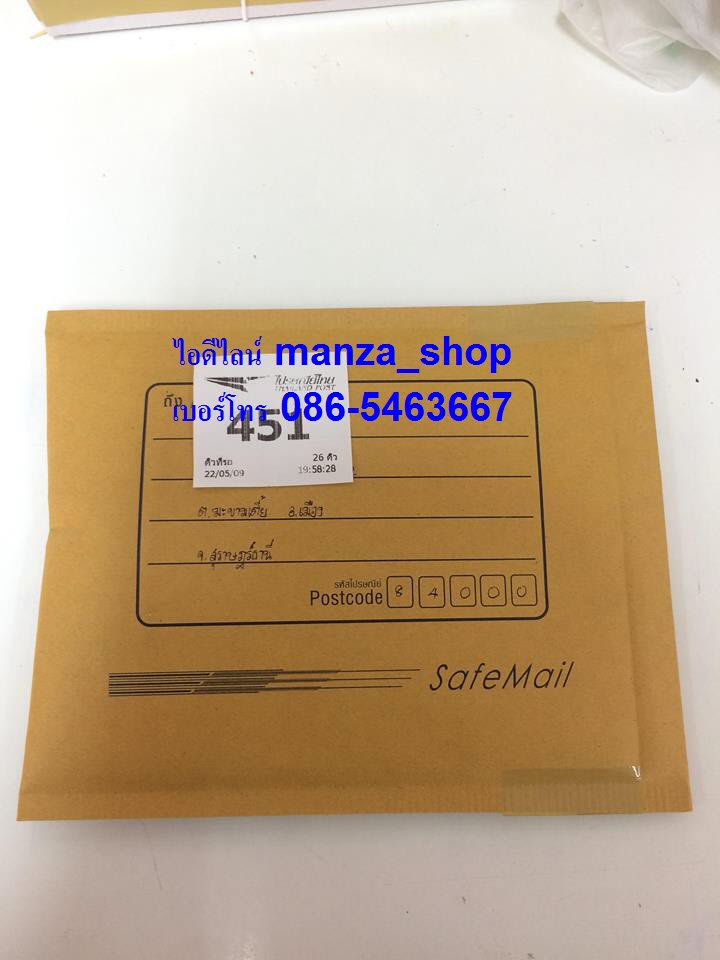 ไอดีไลน์ manza_shop
ไปรษณีย์ไทย
THAILAND POST
ถึง
เบอร์โทร 086-5463667
451
คิวที่รอ 26 คิว
22/05/09 19:58:28
ต.มะขามเตี้ย อ.เมือง
จ.สุราษฎร์ธานี
รหัสไปรษณีย์
Postcode 8 4 0 0 0
SafeMail